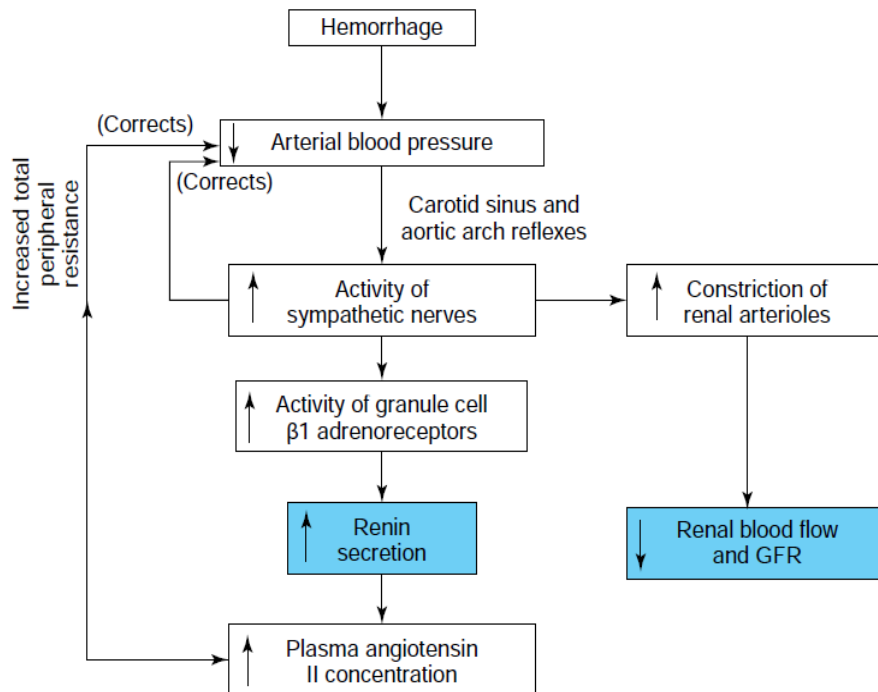 Hemorrhage
(Corrects)
Arterial blood pressure
(Corrects)
Increased total
peripheral
resistance
Carotid sinus and
aortic arch reflexes
Activity of
sympathetic nerves
Constriction of
renal arterioles
Activity of granule cell
β1 adrenoreceptors
Renin
secretion
Renal blood flow
and GFR
Plasma angiotensin
II concentration